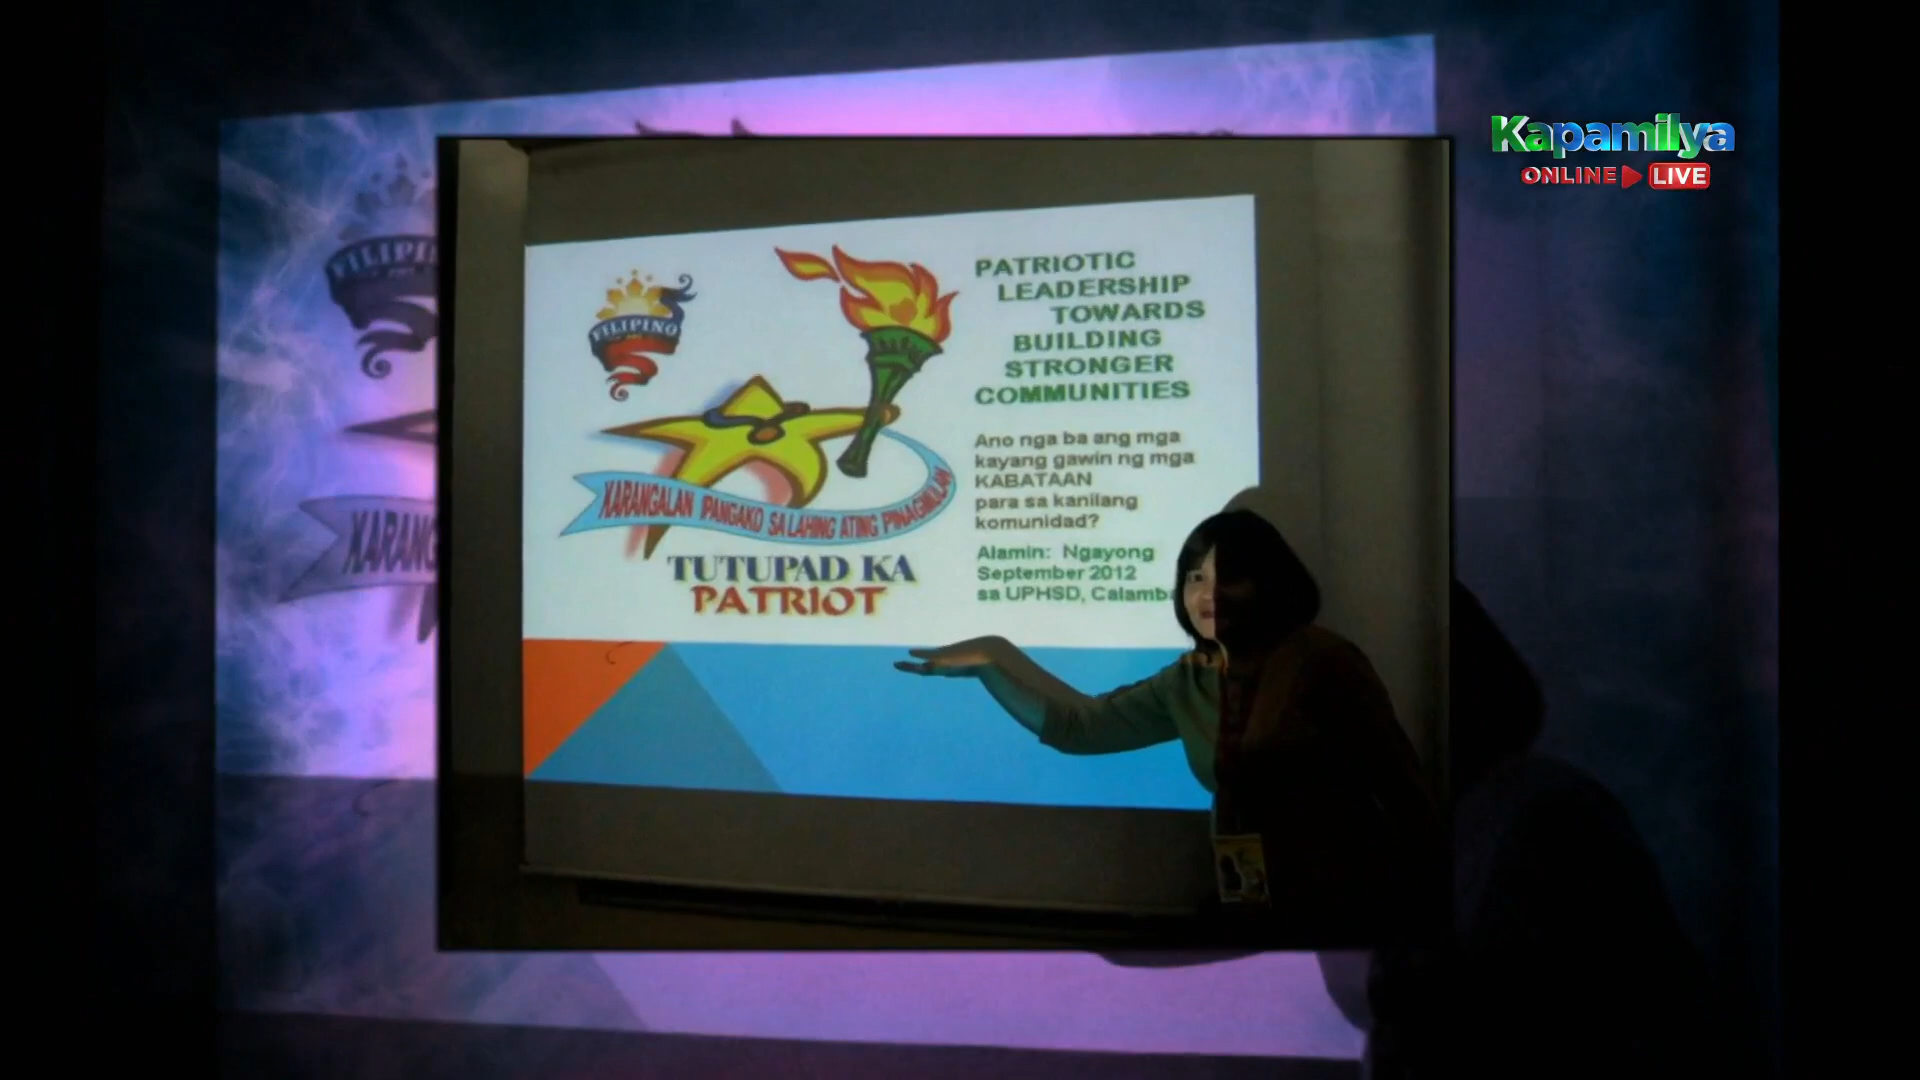 Kapamilya
ONLINE LIVE
FILIPINO
PATRIOTIC
LEADERSHIP
TOWARDS
BUILDING
STRONGER
COMMUNITIES
Ano nga ba ang mga
kayang gawin ng mga
KABATAAN
para sa kanilang
komunidad?
Alamin: Ngayong
September 2012
sa UPHSD, Calamba
KARANGALAN IPANGAKO SA LAHING ATING PINAGMULAN
TUTUPAD KA
PATRIOT